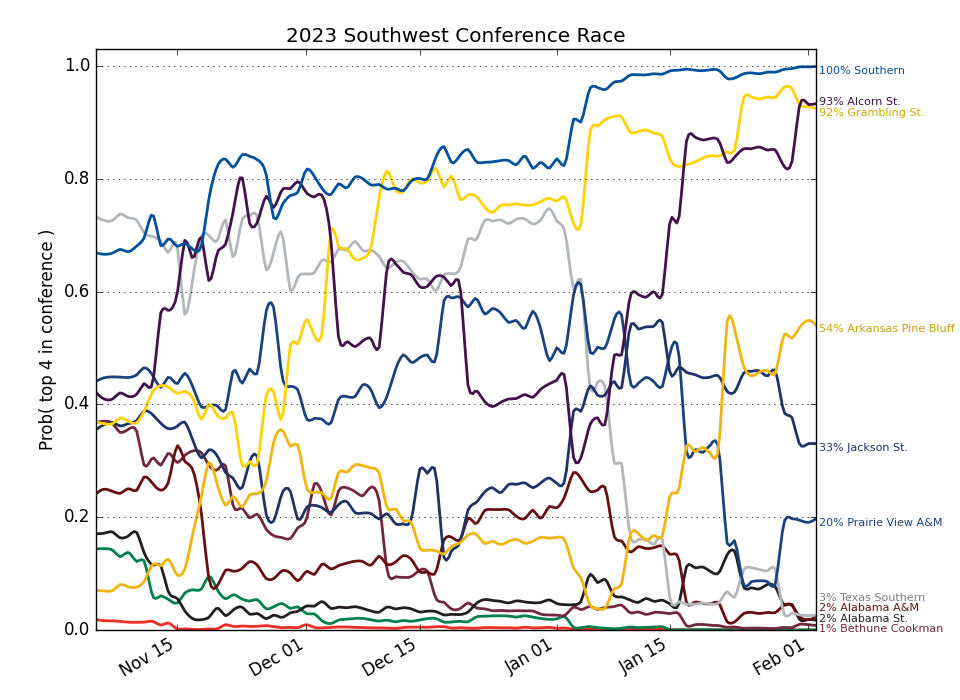 2023 Southwest Conference Race
Prob( top 4 in conference )
1.0
0.8
0.6
0.4
0.2
0.0
Nov 15
Dec 01
Dec 15
Jan 01
Jan 15
Feb 01
100% Southern
93% Alcorn St.
92% Grambling St.
54% Arkansas Pine Bluff
33% Jackson St.
20% Prairie View A&M
3% Texas Southern
2% Alabama A&M
2% Alabama St.
1% Bethune Cookman